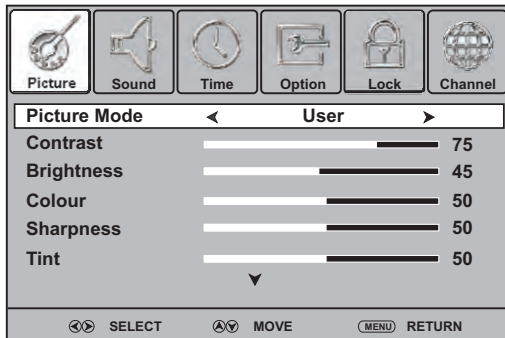 Picture Sound Time Option Lock Channel
Picture Mode User
Contrast 75
Brightness 45
Colour 50
Sharpness 50
Tint 50
SELECT MOVE MENU RETURN